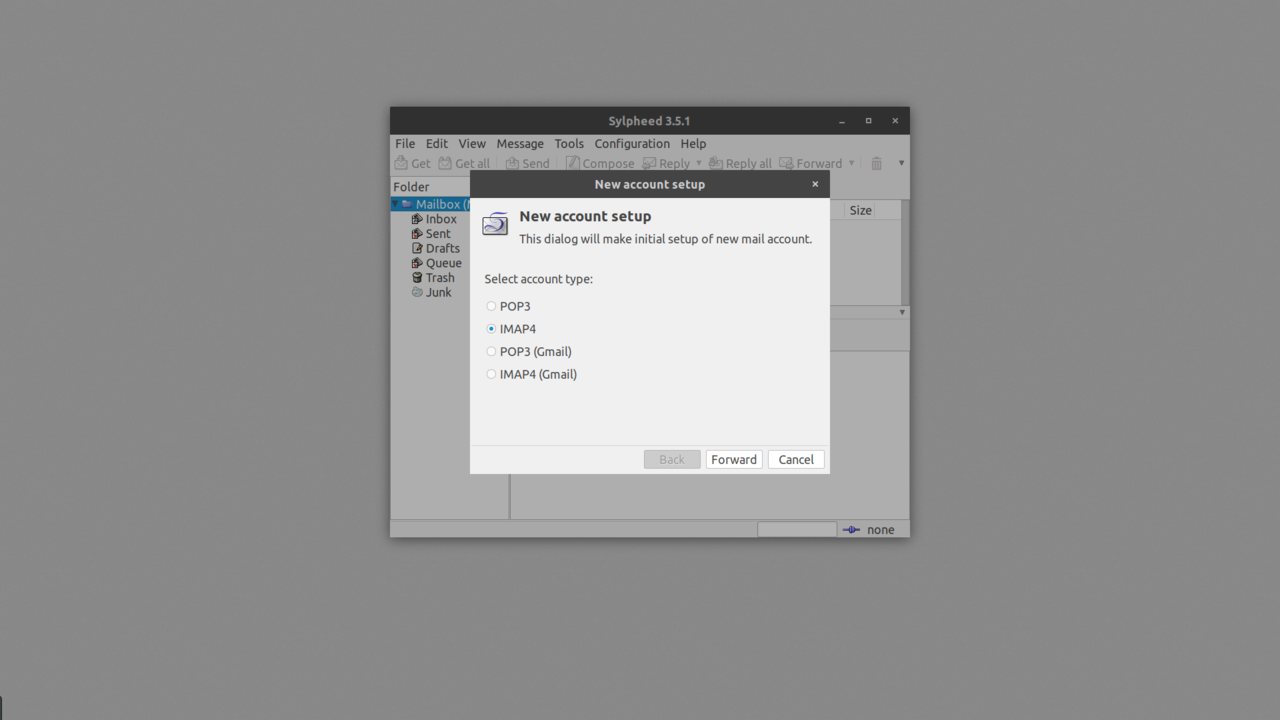 Sylpheed 3.5.1
File Edit View Message Tools Configuration Help
Get Get all Send Compose Reply Reply all Forward
Folder
Size
Mailbox (
Inbox
Sent
Drafts
Queue
Trash
Junk
New account setup
New account setup
This dialog will make initial setup of new mail account.
Select account type:
POP3
IMAP4
POP3 (Gmail)
IMAP4 (Gmail)
Back Forward Cancel
none